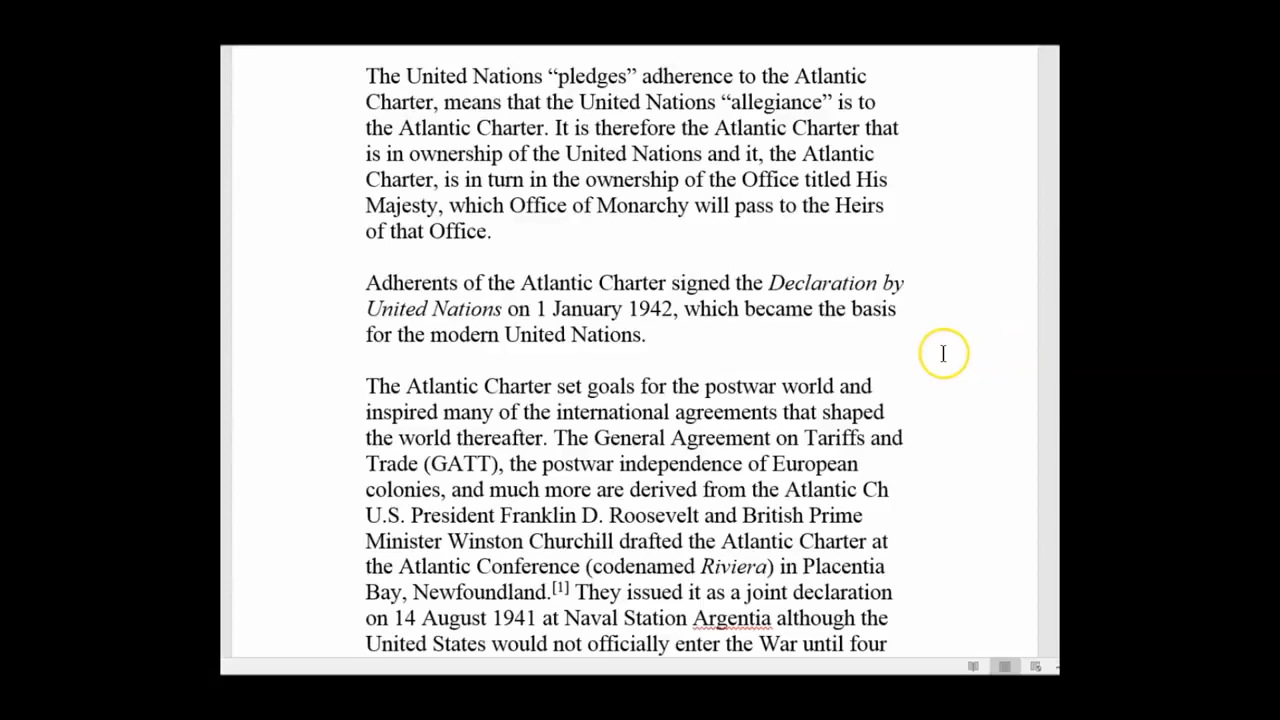 The United Nations “pledges” adherence to the Atlantic
Charter, means that the United Nations “allegiance” is to
the Atlantic Charter. It is therefore the Atlantic Charter that
is in ownership of the United Nations and it, the Atlantic
Charter, is in turn in the ownership of the Office titled His
Majesty, which Office of Monarchy will pass to the Heirs
of that Office.
Adherents of the Atlantic Charter signed the Declaration by
United Nations on 1 January 1942, which became the basis
for the modern United Nations.
The Atlantic Charter set goals for the postwar world and
inspired many of the international agreements that shaped
the world thereafter. The General Agreement on Tariffs and
Trade (GATT), the postwar independence of European
colonies, and much more are derived from the Atlantic Ch
U.S. President Franklin D. Roosevelt and British Prime
Minister Winston Churchill drafted the Atlantic Charter at
the Atlantic Conference (codenamed Riviera) in Placentia
Bay, Newfoundland.[1] They issued it as a joint declaration
on 14 August 1941 at Naval Station Argentia although the
United States would not officially enter the War until four